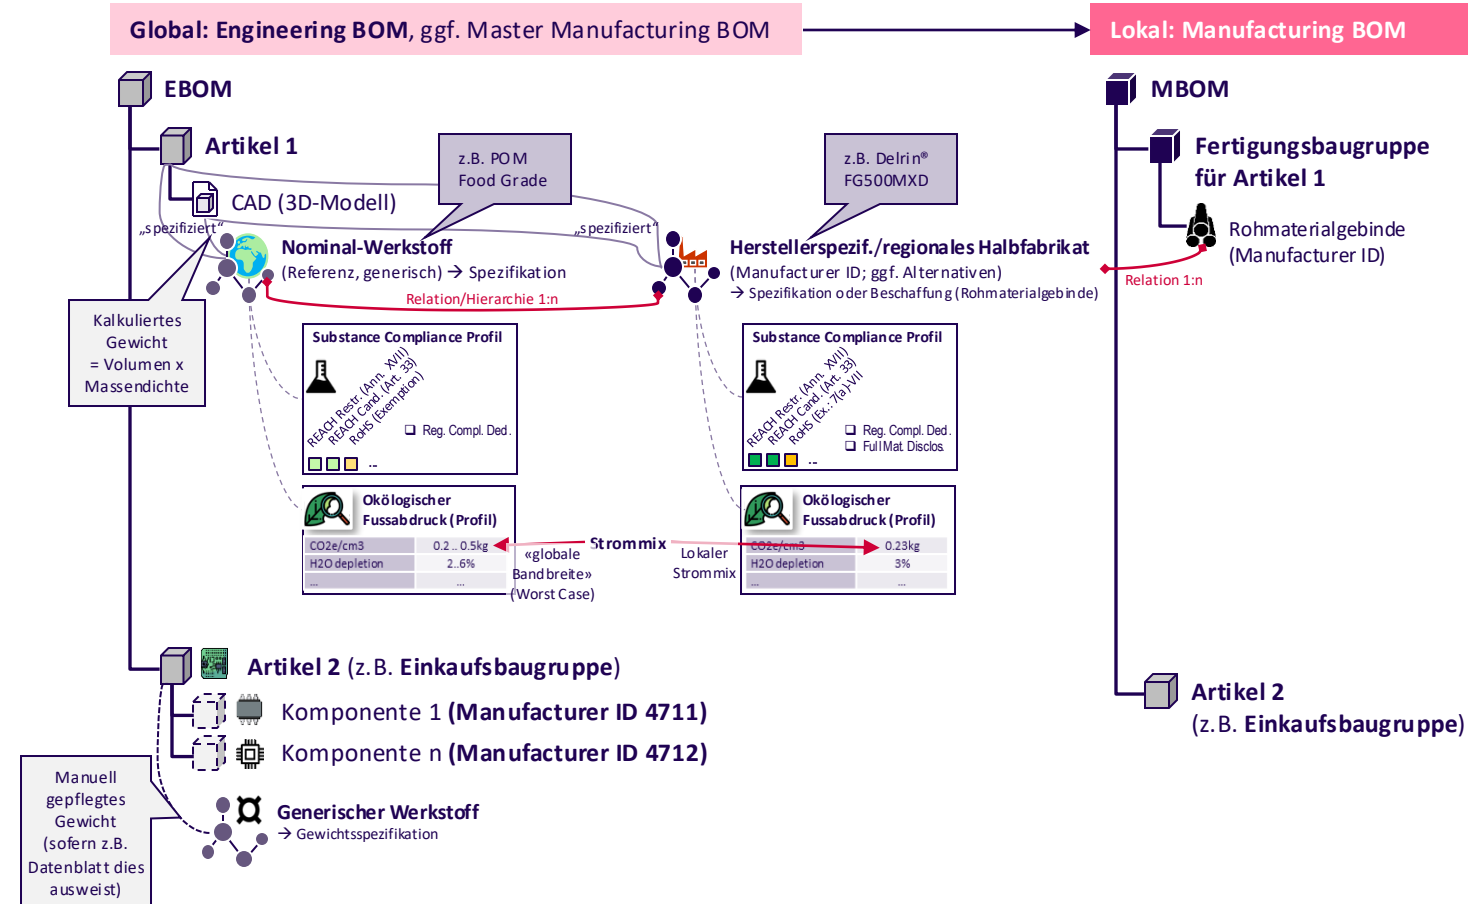 Global: Engineering BOM, ggf. Master Manufacturing BOM
Lokal: Manufacturing BOM
EBOM
Artikel 1
CAD (3D-Modell)
„spezifiziert“
„spezifiziert“
z.B. POM
Food Grade
z.B. Delrin®
FG500MXD
Nominal-Werkstoff
(Referenz, generisch) → Spezifikation
Herstellerspezif./regionales Halbfabrikat
(Manufacturer ID; ggf. Alternativen)
→ Spezifikation oder Beschaffung (Rohmaterialgebinde)
Relation/Hierarchie 1:n
Kalkuliertes
Gewicht
= Volumen x
Massendichte
Substance Compliance Profil
REACH Restr. (Ann. XVII)
REACH Cand. (Art. 33)
RoHS (Exemption)
❑ Reg. Compl. Ded.
...
Substance Compliance Profil
REACH Restr. (Ann. XVII)
REACH Cand. (Art. 33)
RoHS (Ex.: 7(a)-VII
❑ Reg. Compl. Ded.
❑ Full Mat. Disclos.
...
Okölogischer
Fussabdruck (Profil)
CO2e/cm3 0.2 .. 0.5kg
H2O depletion 2..6%
... ...
Strommix
«globale
Bandbreite»
(Worst Case)
Lokaler
Strommix
Okölogischer
Fussabdruck (Profil)
CO2e/cm3 0.23kg
H2O depletion 3%
... ...
Artikel 2 (z.B. Einkaufsbaugruppe)
Komponente 1 (Manufacturer ID 4711)
Komponente n (Manufacturer ID 4712)
Manuell
gepflegtes
Gewicht
(sofern z.B.
Datenblatt dies
ausweist)
Generischer Werkstoff
→ Gewichtsspezifikation
MBOM
Fertigungsbaugruppe
für Artikel 1
Rohmaterialgebinde
(Manufacturer ID)
Relation 1:n
Artikel 2
(z.B. Einkaufsbaugruppe)